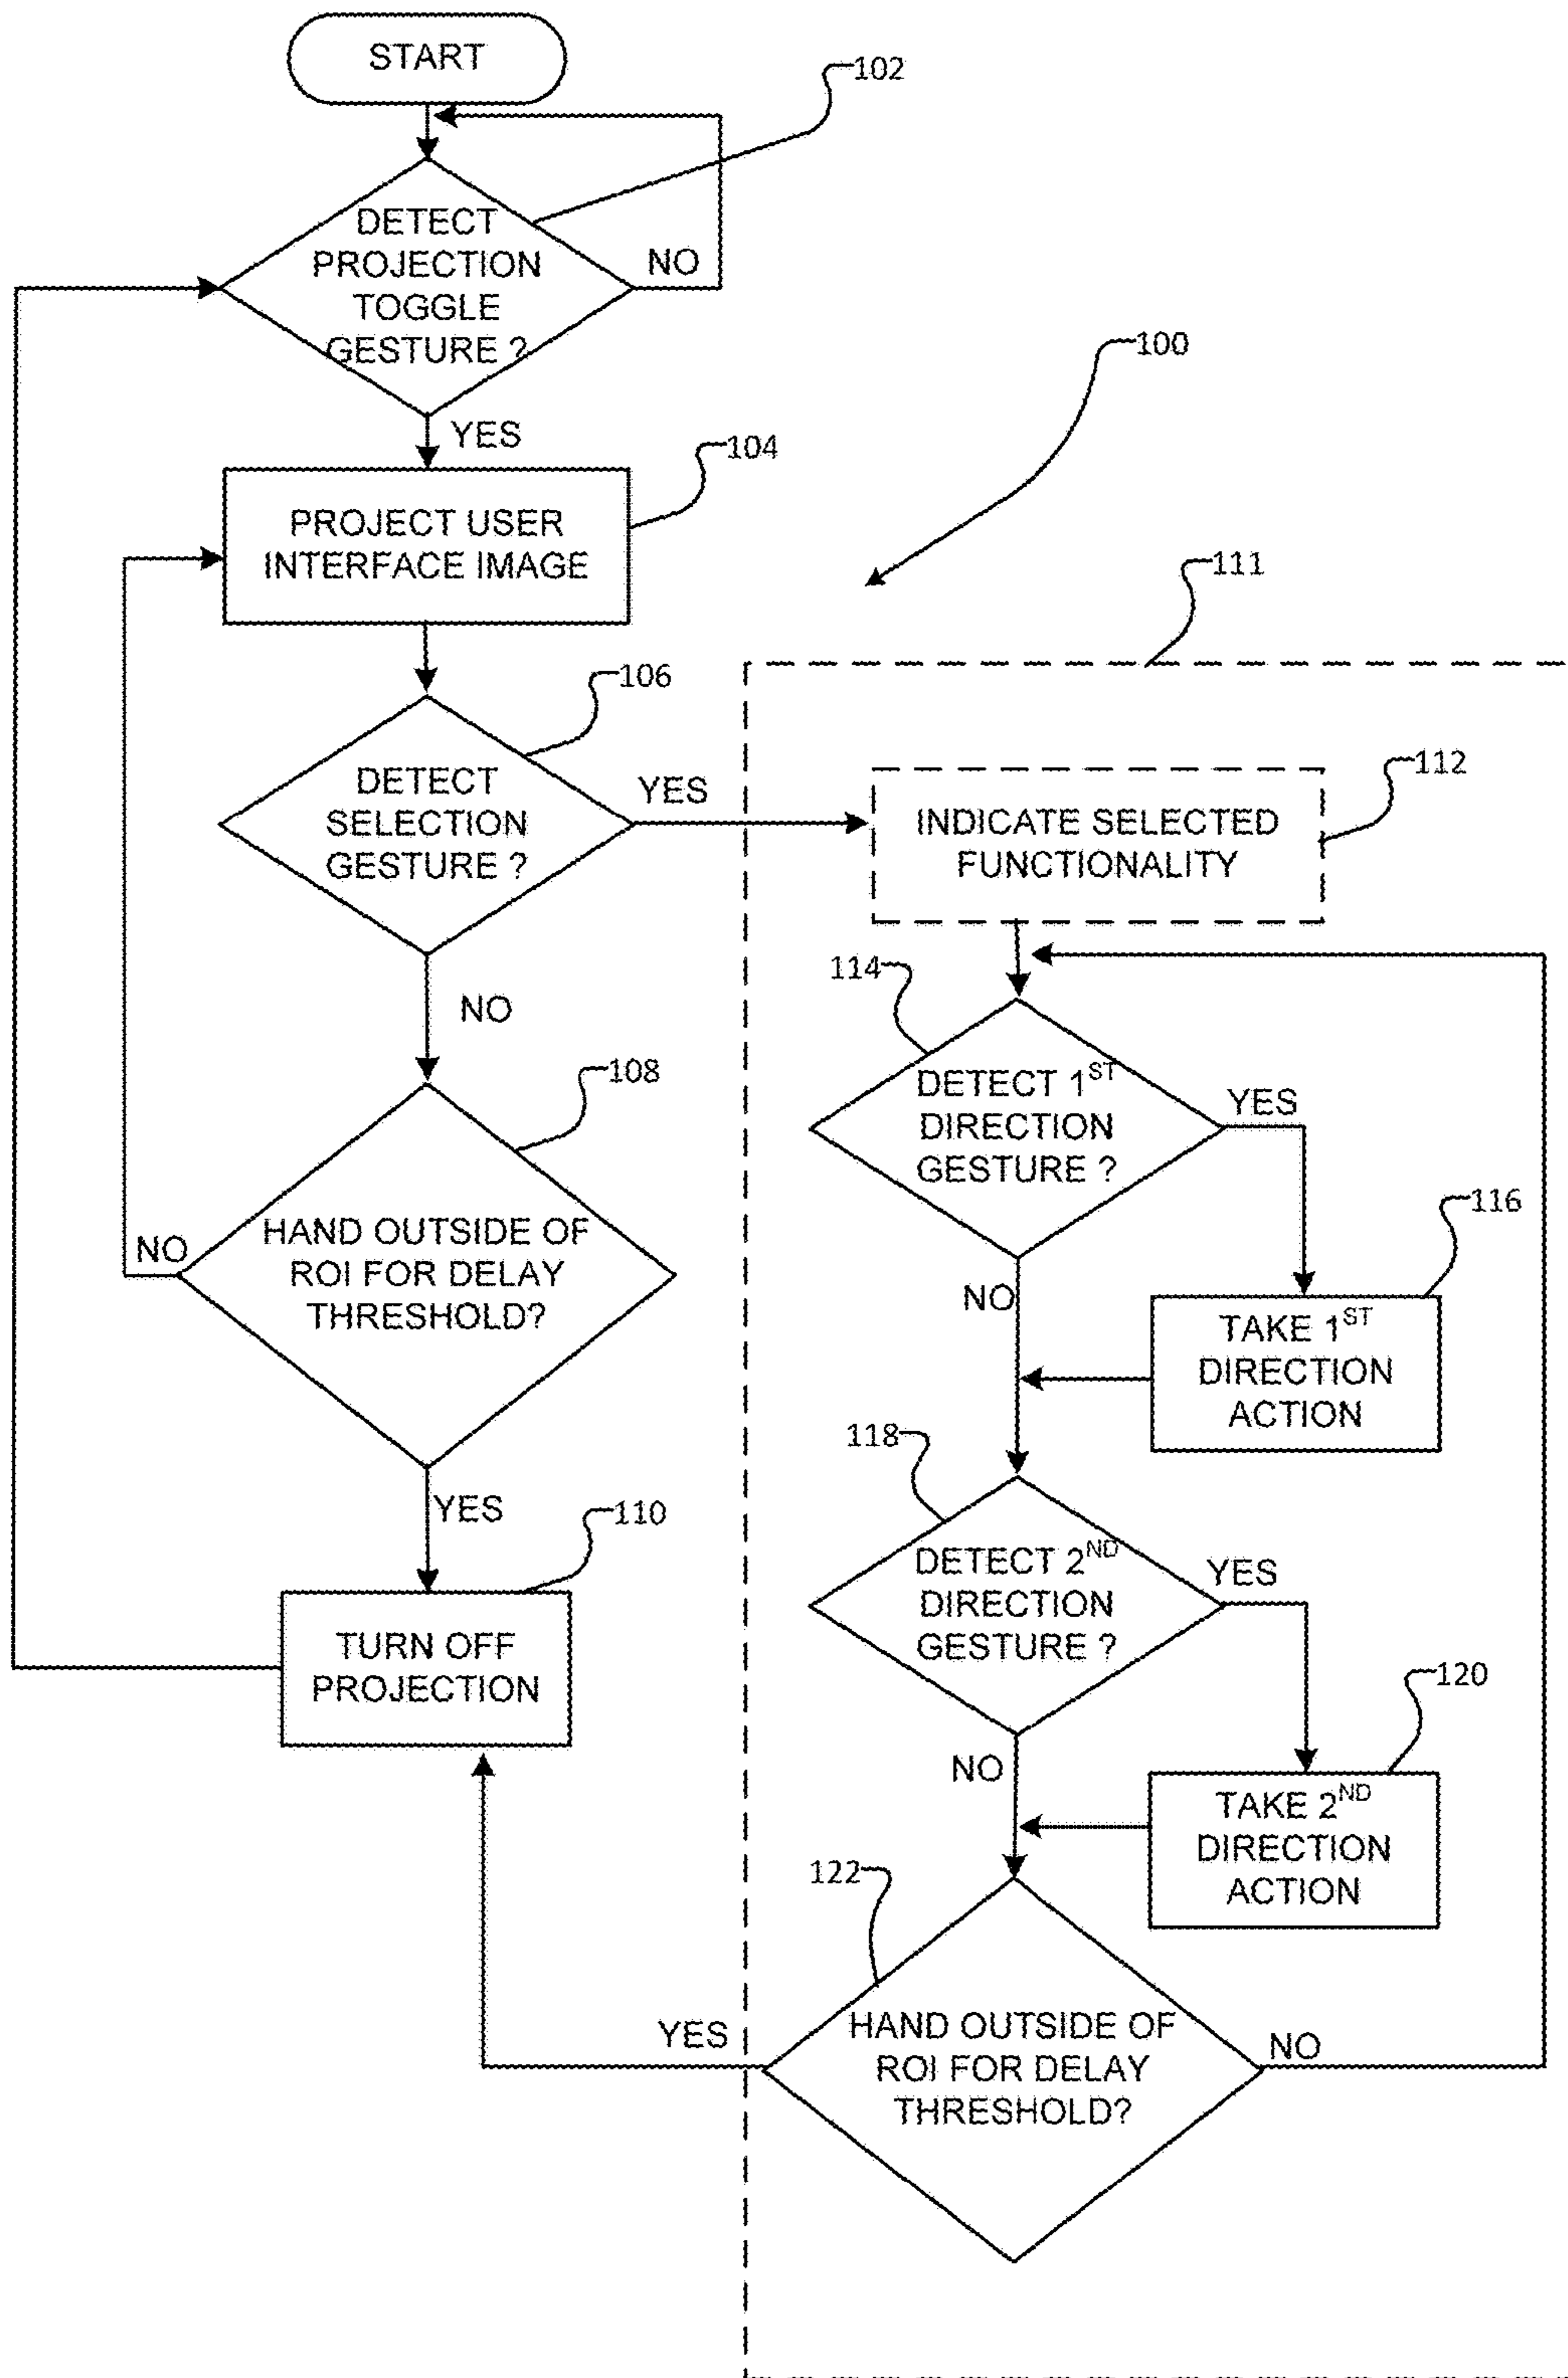 START
102
DETECT
PROJECTION
TOGGLE
GESTURE ?
NO
YES
100
104
PROJECT USER
INTERFACE IMAGE
111
106
DETECT
SELECTION
GESTURE ?
YES
NO
112
INDICATE SELECTED
FUNCTIONALITY
114
DETECT 1ST
DIRECTION
GESTURE ?
YES
NO
116
TAKE 1ST
DIRECTION
ACTION
108
HAND OUTSIDE OF
ROI FOR DELAY
THRESHOLD?
NO
YES
110
TURN OFF
PROJECTION
118
DETECT 2ND
DIRECTION
GESTURE ?
YES
NO
120
TAKE 2ND
DIRECTION
ACTION
122
HAND OUTSIDE OF
ROI FOR DELAY
THRESHOLD?
YES
NO